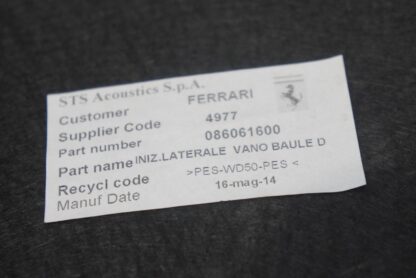 STS Acoustics S.p.A.
Customer FERRARI
Supplier Code 4977
Part number 086061600
Part name INIZ.LATERALE VANO BAULE D
Recycl code >PES-WD50-PES <
Manuf Date 16-mag-14